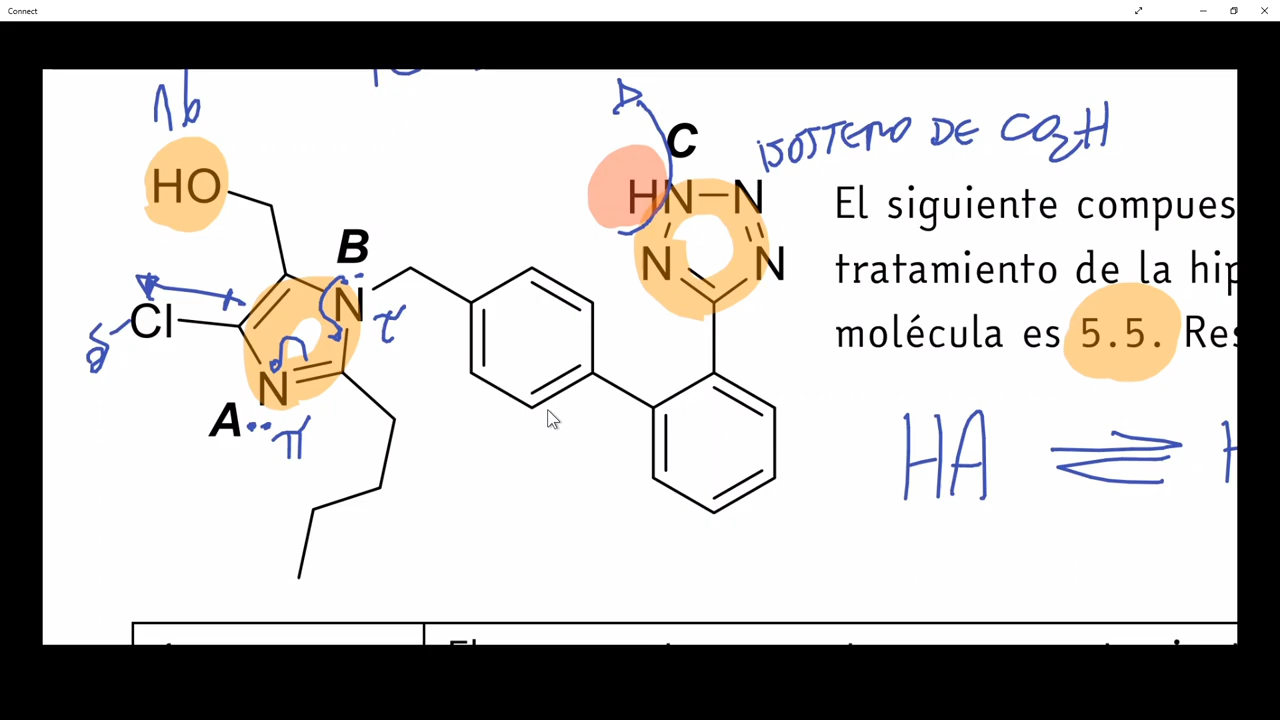 Connect
Nb
D
C
ISOSTERO DE CO2H
HO
HN
N
El siguiente compues
B
N
N
N
tratamiento de la hip
Cl
N
τ
δ
molécula es 5.5. Res
N
A
π
HA ⇌ H